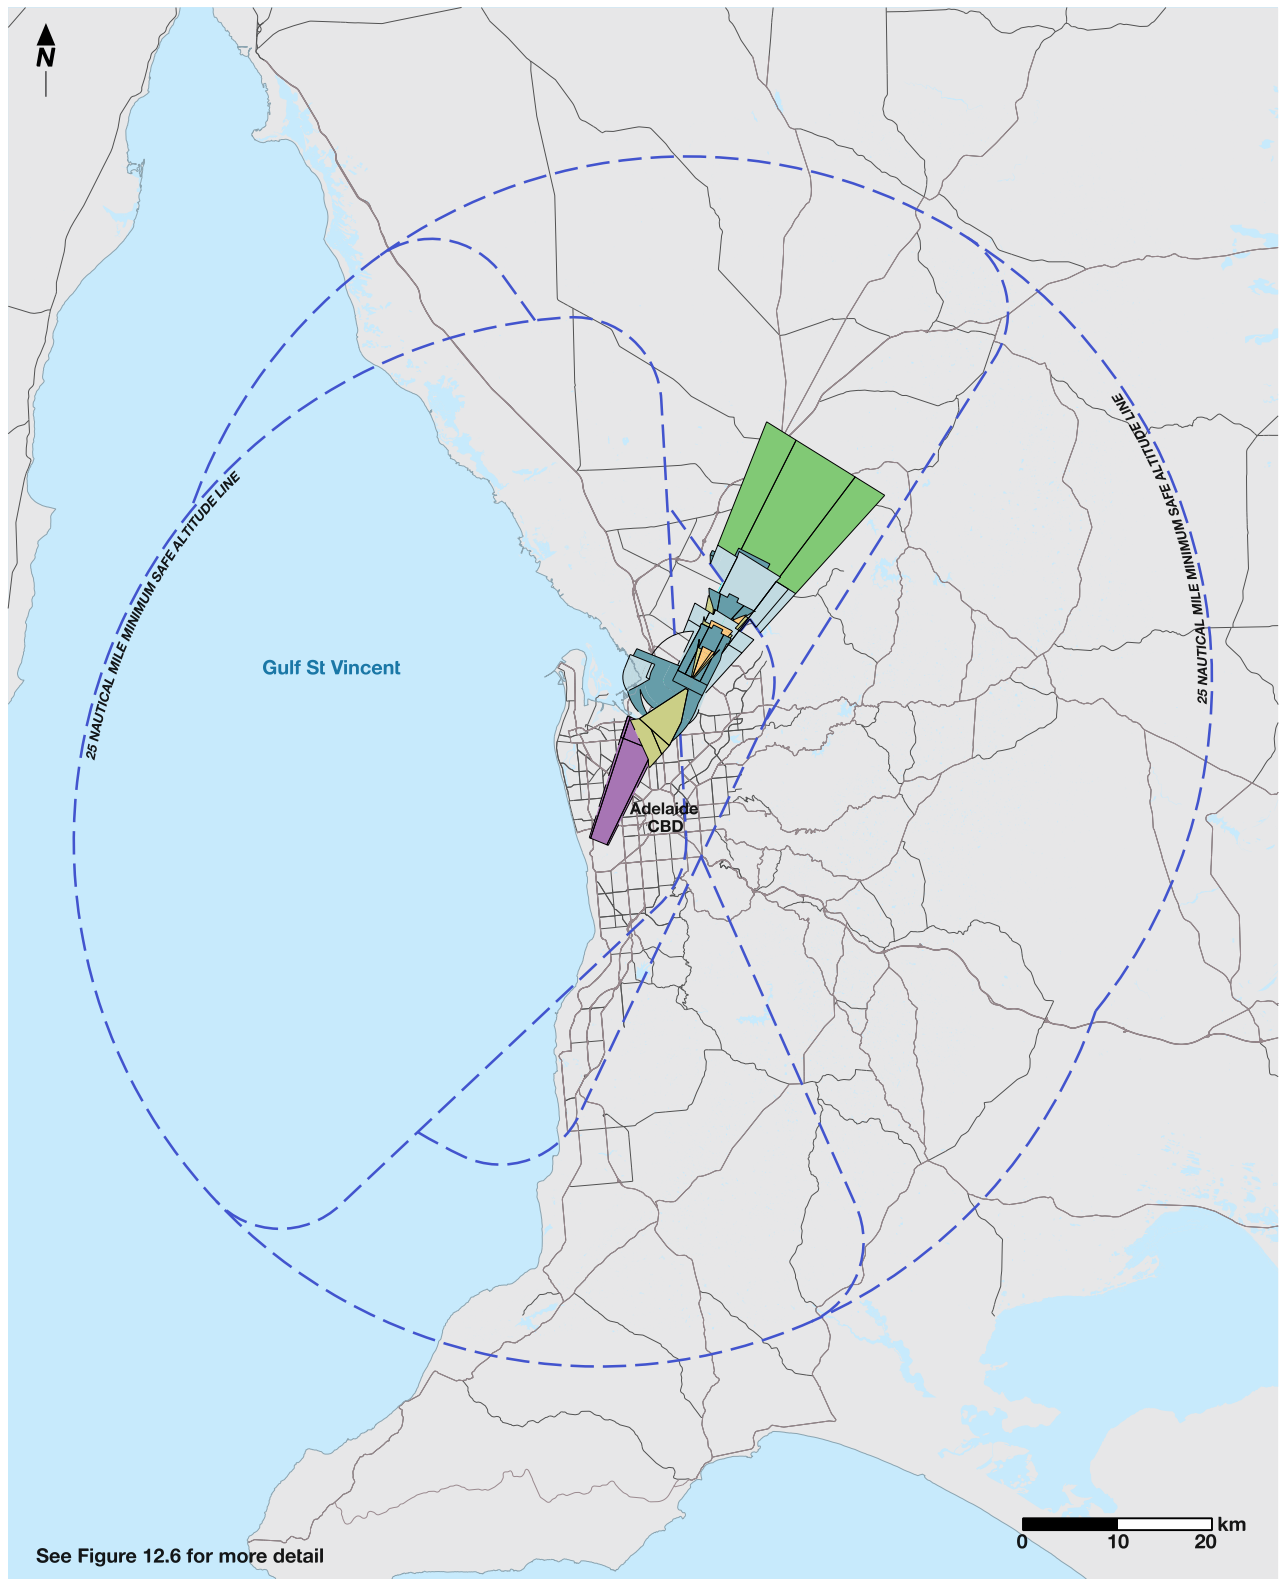 N
25 NAUTICAL MILE MINIMUM SAFE ALTITUDE LINE
25 NAUTICAL MILE MINIMUM SAFE ALTITUDE LINE
Gulf St Vincent
Adelaide
CBD
km
0 10 20
See Figure 12.6 for more detail